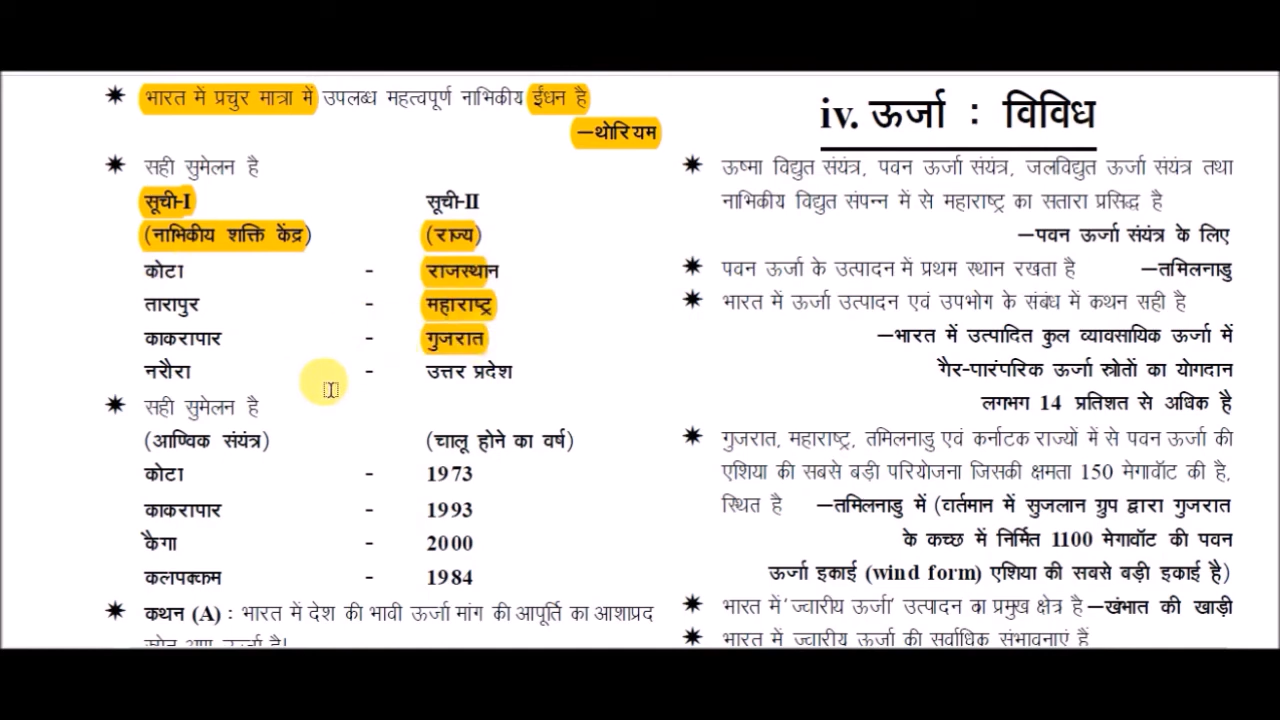 ✷ भारत में प्रचुर मात्रा में उपलब्ध महत्वपूर्ण नाभिकीय ईंधन है
–थोरियम
✷ सही सुमेलन है
सूची-I सूची-II
(नाभिकीय शक्ति केंद्र) (राज्य)
कोटा - राजस्थान
तारापुर - महाराष्ट्र
काकरापार - गुजरात
नरौरा - उत्तर प्रदेश
✷ सही सुमेलन है
(आण्विक संयंत्र) (चालू होने का वर्ष)
कोटा - 1973
काकरापार - 1993
कैगा - 2000
कलपक्कम - 1984
✷ कथन (A) : भारत में देश की भावी ऊर्जा मांग की आपूर्ति का आशाप्रद
iv. ऊर्जा : विविध
✷ ऊष्मा विद्युत संयंत्र, पवन ऊर्जा संयंत्र, जलविद्युत ऊर्जा संयंत्र तथा
नाभिकीय विद्युत संपन्न में से महाराष्ट्र का सतारा प्रसिद्ध है
–पवन ऊर्जा संयंत्र के लिए
✷ पवन ऊर्जा के उत्पादन में प्रथम स्थान रखता है –तमिलनाडु
✷ भारत में ऊर्जा उत्पादन एवं उपभोग के संबंध में कथन सही है
–भारत में उत्पादित कुल व्यावसायिक ऊर्जा में
गैर-पारंपरिक ऊर्जा स्रोतों का योगदान
लगभग 14 प्रतिशत से अधिक है
✷ गुजरात, महाराष्ट्र, तमिलनाडु एवं कर्नाटक राज्यों में से पवन ऊर्जा की
एशिया की सबसे बड़ी परियोजना जिसकी क्षमता 150 मेगावॉट की है,
स्थित है –तमिलनाडु में (वर्तमान में सुजलान ग्रुप द्वारा गुजरात
के कच्छ में निर्मित 1100 मेगावॉट की पवन
ऊर्जा इकाई (wind form) एशिया की सबसे बड़ी इकाई है)
✷ भारत में 'ज्वारीय ऊर्जा' उत्पादन का प्रमुख क्षेत्र है –खंभात की खाड़ी
✷ भारत में ज्वारीय ऊर्जा की सर्वाधिक संभावनाएं हैं